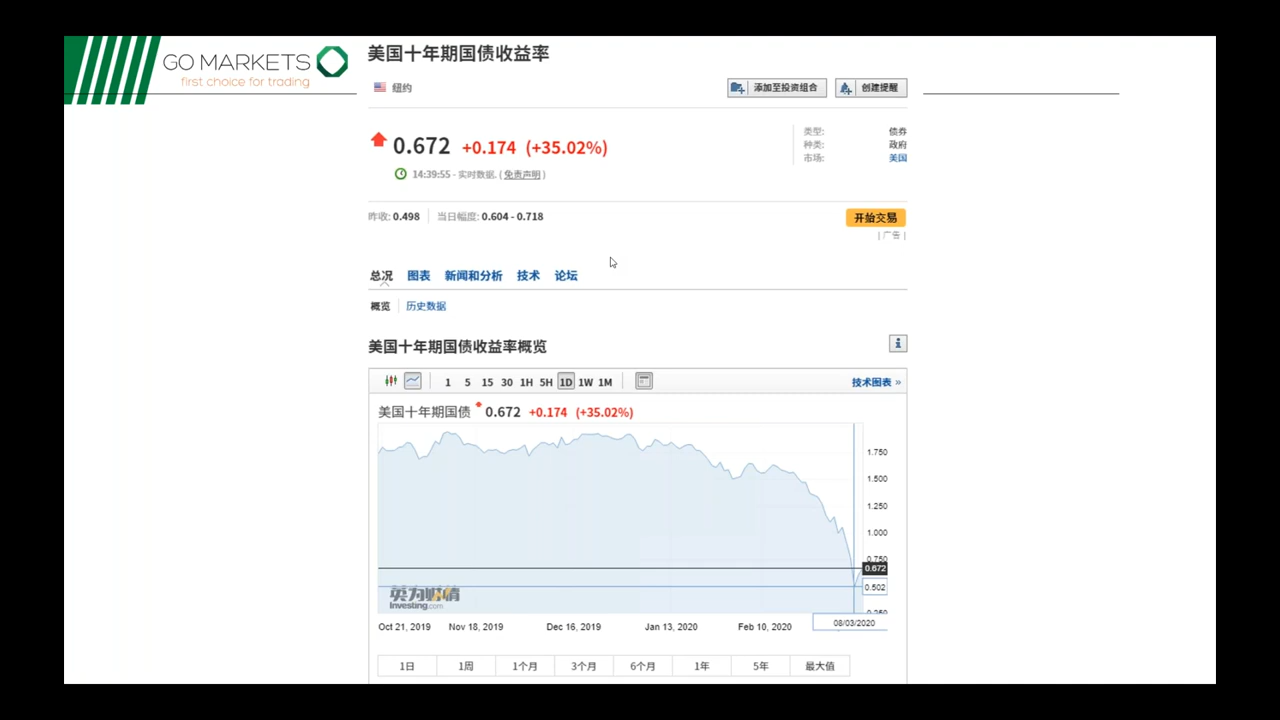 GO MARKETS
first choice for trading
美国十年期国债收益率
纽约
添加至投资组合
创建提醒
0.672 +0.174 (+35.02%)
14:39:55 - 实时数据. ( 免责声明 )
类型: 债券
种类: 政府
市场: 美国
昨收: 0.498 当日幅度: 0.604 - 0.718
开始交易
| 广告 |
总况 图表 新闻和分析 技术 论坛
概览 历史数据
美国十年期国债收益率概览
1 5 15 30 1H 5H 1D 1W 1M
技术图表 »
美国十年期国债 0.672 +0.174 (+35.02%)
1.750
1.500
1.250
1.000
0.750
0.672
0.502
0.250
英为财情
Investing.com
Oct 21, 2019 Nov 18, 2019 Dec 16, 2019 Jan 13, 2020 Feb 10, 2020 08/03/2020
1日 1周 1个月 3个月 6个月 1年 5年 最大值